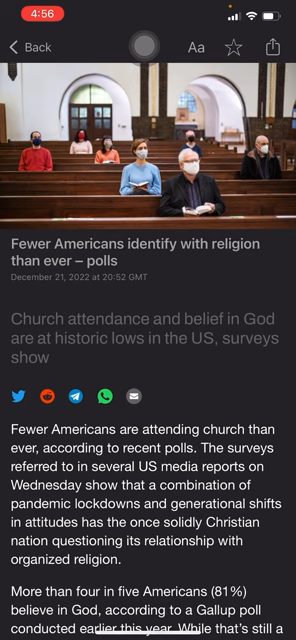 4:56
Back
Aa
Fewer Americans identify with religion
than ever – polls
December 21, 2022 at 20:52 GMT
Church attendance and belief in God
are at historic lows in the US, surveys
show
Fewer Americans are attending church than
ever, according to recent polls. The surveys
referred to in several US media reports on
Wednesday show that a combination of
pandemic lockdowns and generational shifts
in attitudes has the once solidly Christian
nation questioning its relationship with
organized religion.
More than four in five Americans (81%)
believe in God, according to a Gallup poll
conducted earlier this year. While that's still a